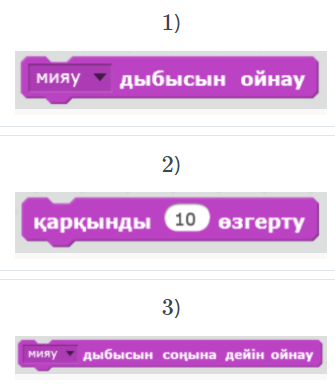 1)
мияу дыбысын ойнау
2)
қарқынды 10 өзгерту
3)
мияу дыбысын соңына дейін ойнау